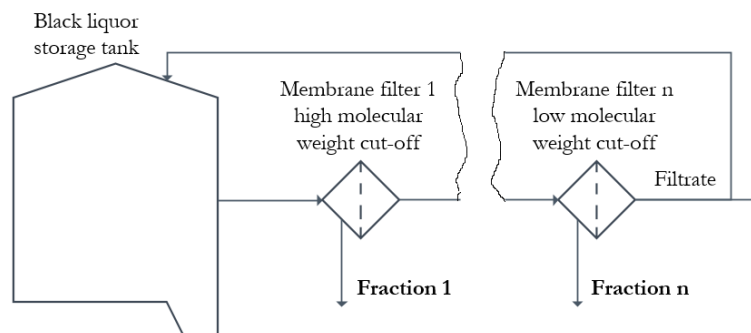 Black liquor
storage tank
Membrane filter 1
high molecular
weight cut-off
Membrane filter n
low molecular
weight cut-off
Filtrate
Fraction 1
Fraction n